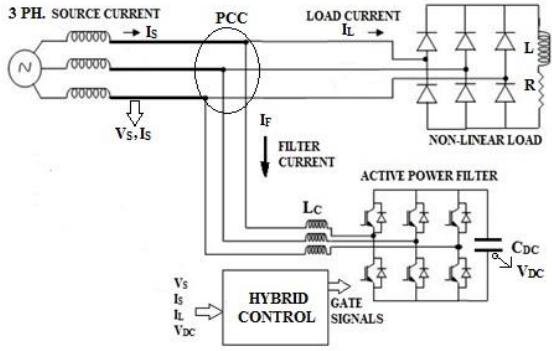 3 PH. SOURCE CURRENT
IS
PCC
LOAD CURRENT
IL
L
R
NON-LINEAR LOAD
VS, IS
IF
FILTER
CURRENT
ACTIVE POWER FILTER
LC
CDC
VDC
VS
IS
IL
VDC
HYBRID
CONTROL
GATE
SIGNALS